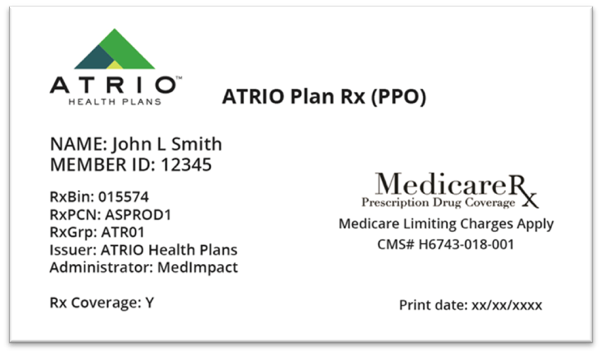 ATRIO™
HEALTH PLANS
ATRIO Plan Rx (PPO)
NAME: John L Smith
MEMBER ID: 12345
RxBin: 015574
RxPCN: ASPROD1
RxGrp: ATR01
Issuer: ATRIO Health Plans
Administrator: MedImpact
Rx Coverage: Y
MedicareRx
Prescription Drug Coverage
Medicare Limiting Charges Apply
CMS# H6743-018-001
Print date: xx/xx/xxxx